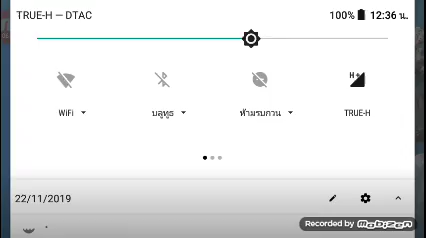 TRUE-H — DTAC
100% 12:36 น.
H+
WiFi
บลูทูธ
ห้ามรบกวน
TRUE-H
22/11/2019
Recorded by Mobizen